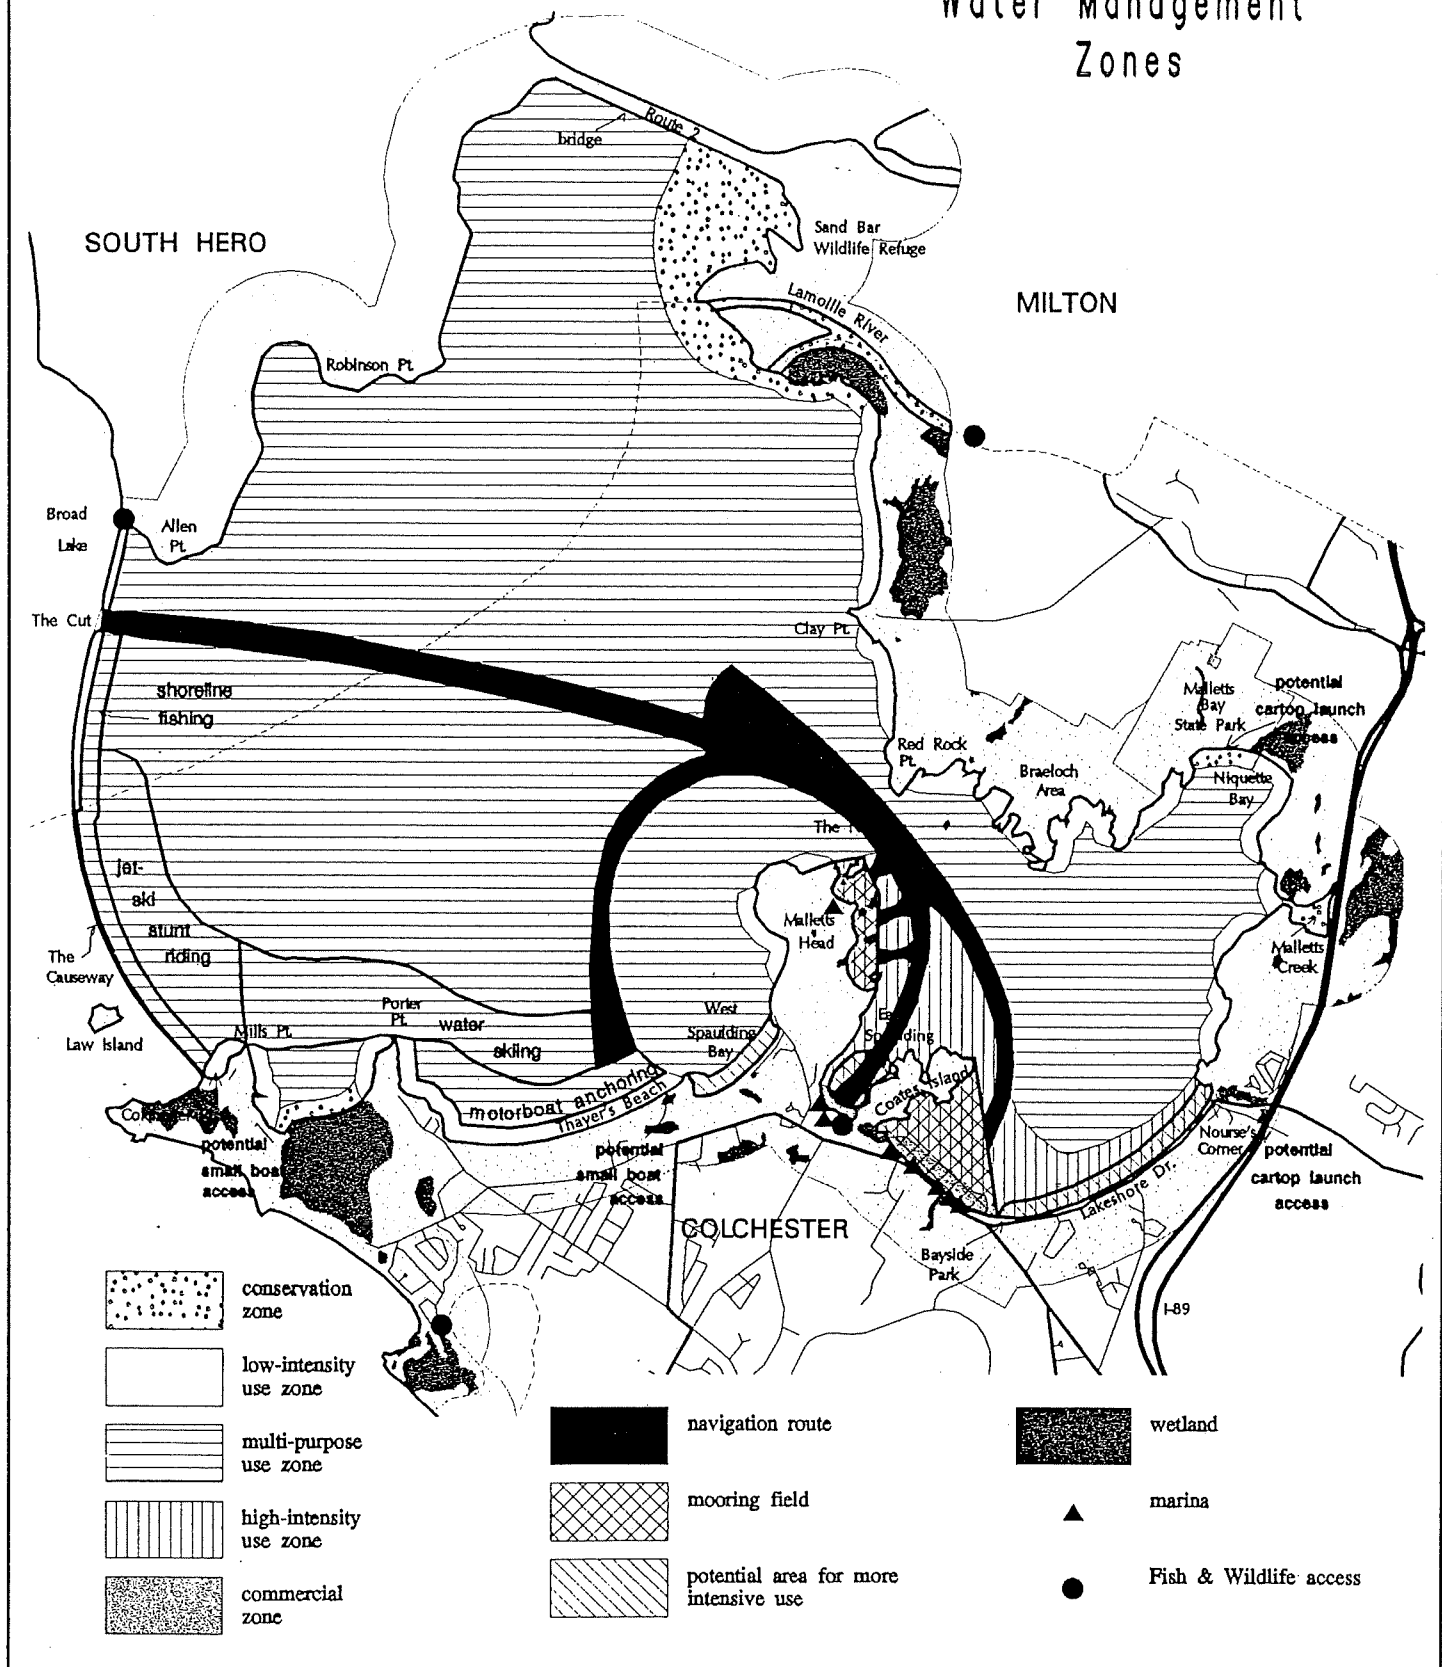 Water Management
Zones
Route 2
bridge
SOUTH HERO
Sand Bar
Wildlife Refuge
MILTON
Lamoille River
Robinson Pt.
Broad
Lake
Allen
Pt.
The Cut
Clay Pt.
shoreline
fishing
Malletts
Bay
State Park
potential
cartop launch
access
Red Rock
Pt.
Braeloch
Area
Niquette
Bay
The
jet-
ski
stunt
riding
Malletts
Head
The
Causeway
Malletts
Creek
Law Island
Mills Pt.
Porter
Pt.
water
skiing
West
Spaulding
Bay
Spaulding
Coates Island
motorboat anchoring
Thayer's Beach
potential
small boat
access
potential
small boat
access
Nourse's
Corner
potential
cartop launch
access
Lakeshore Dr.
COLCHESTER
Bayside
Park
I-89
conservation
zone
low-intensity
use zone
multi-purpose
use zone
high-intensity
use zone
commercial
zone
navigation route
mooring field
potential area for more
intensive use
wetland
marina
Fish & Wildlife access